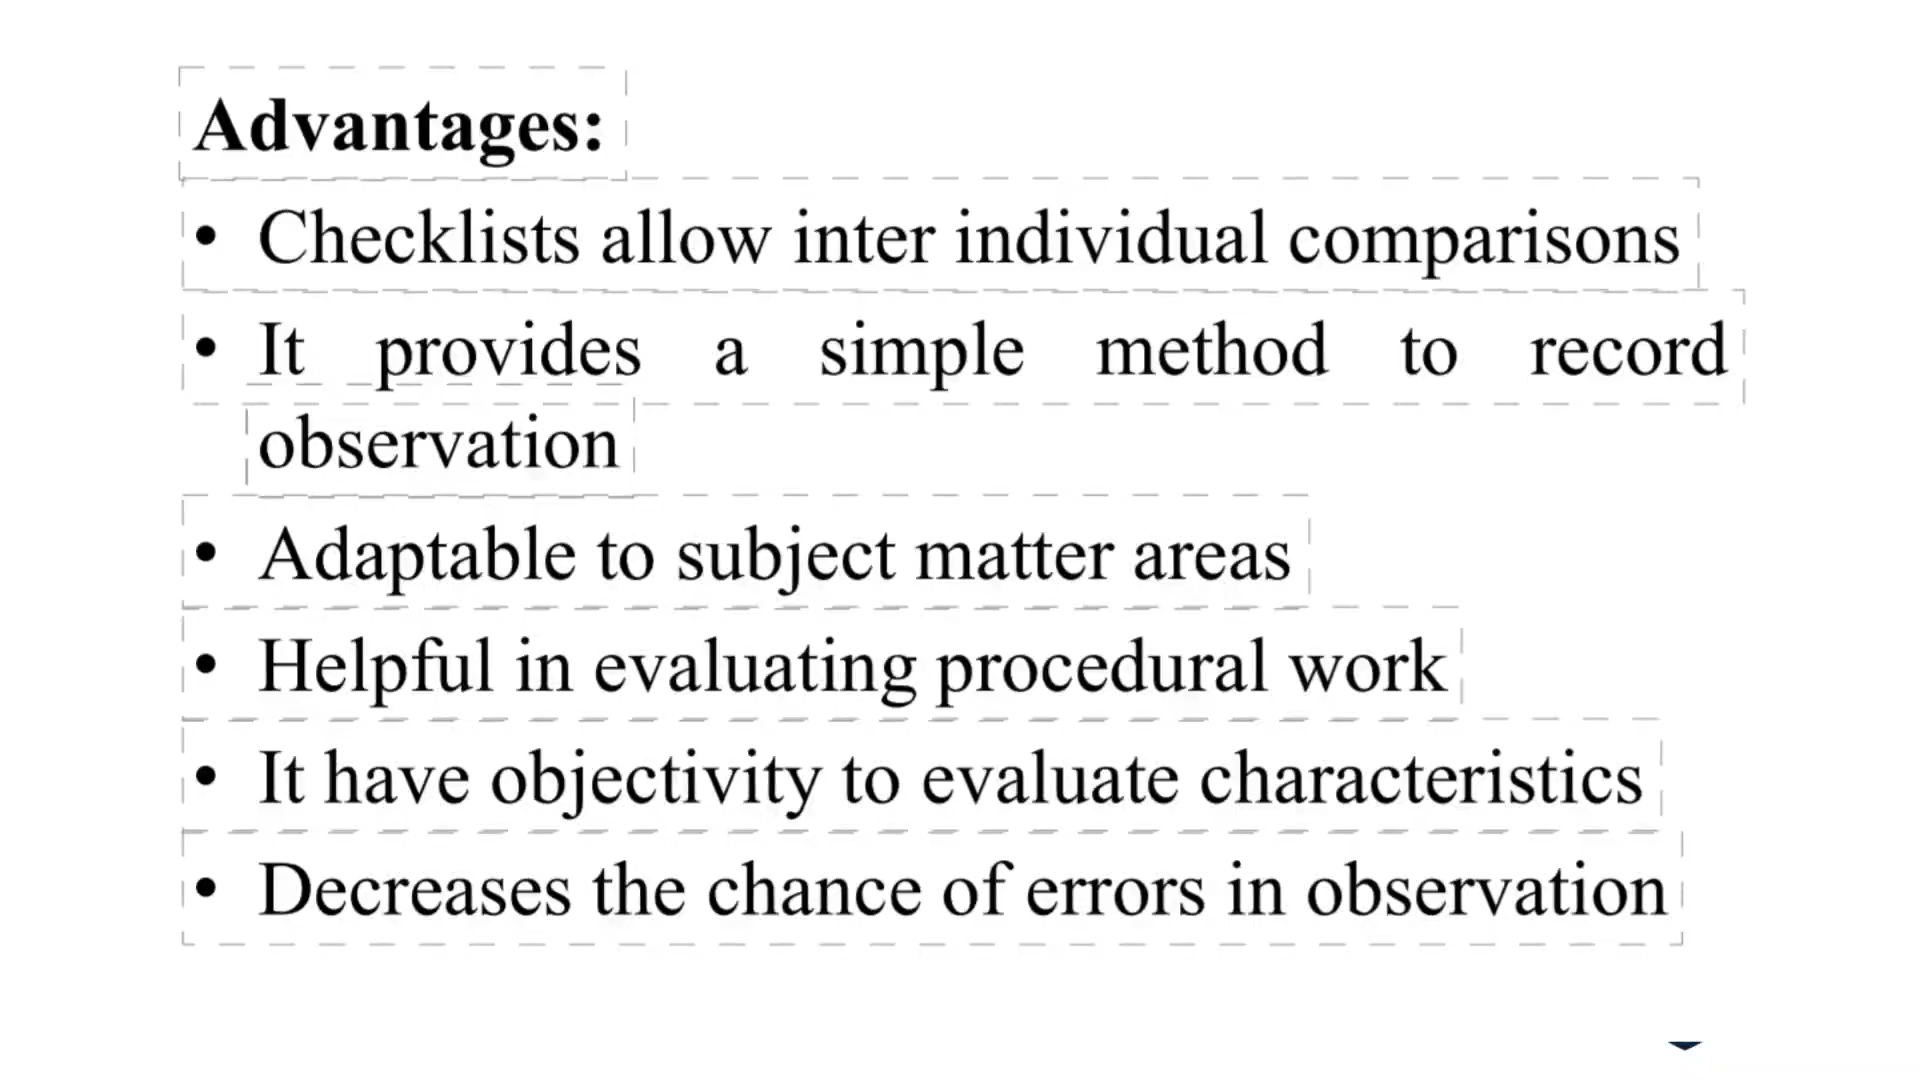 Advantages:
• Checklists allow inter individual comparisons
• It provides a simple method to record
observation
• Adaptable to subject matter areas
• Helpful in evaluating procedural work
• It have objectivity to evaluate characteristics
• Decreases the chance of errors in observation